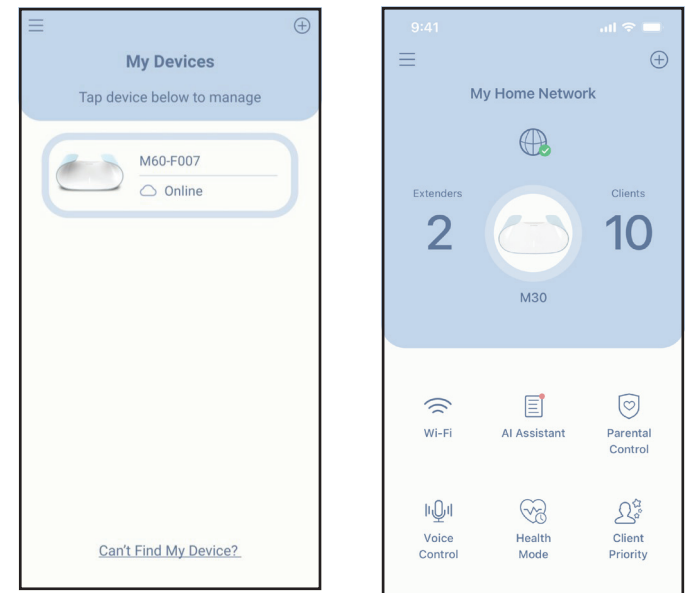 My Devices
Tap device below to manage
M60-F007
Online
Can't Find My Device?
9:41
My Home Network
Extenders
2
Clients
10
M30
Wi-Fi
AI Assistant
Parental
Control
Voice
Control
Health
Mode
Client
Priority